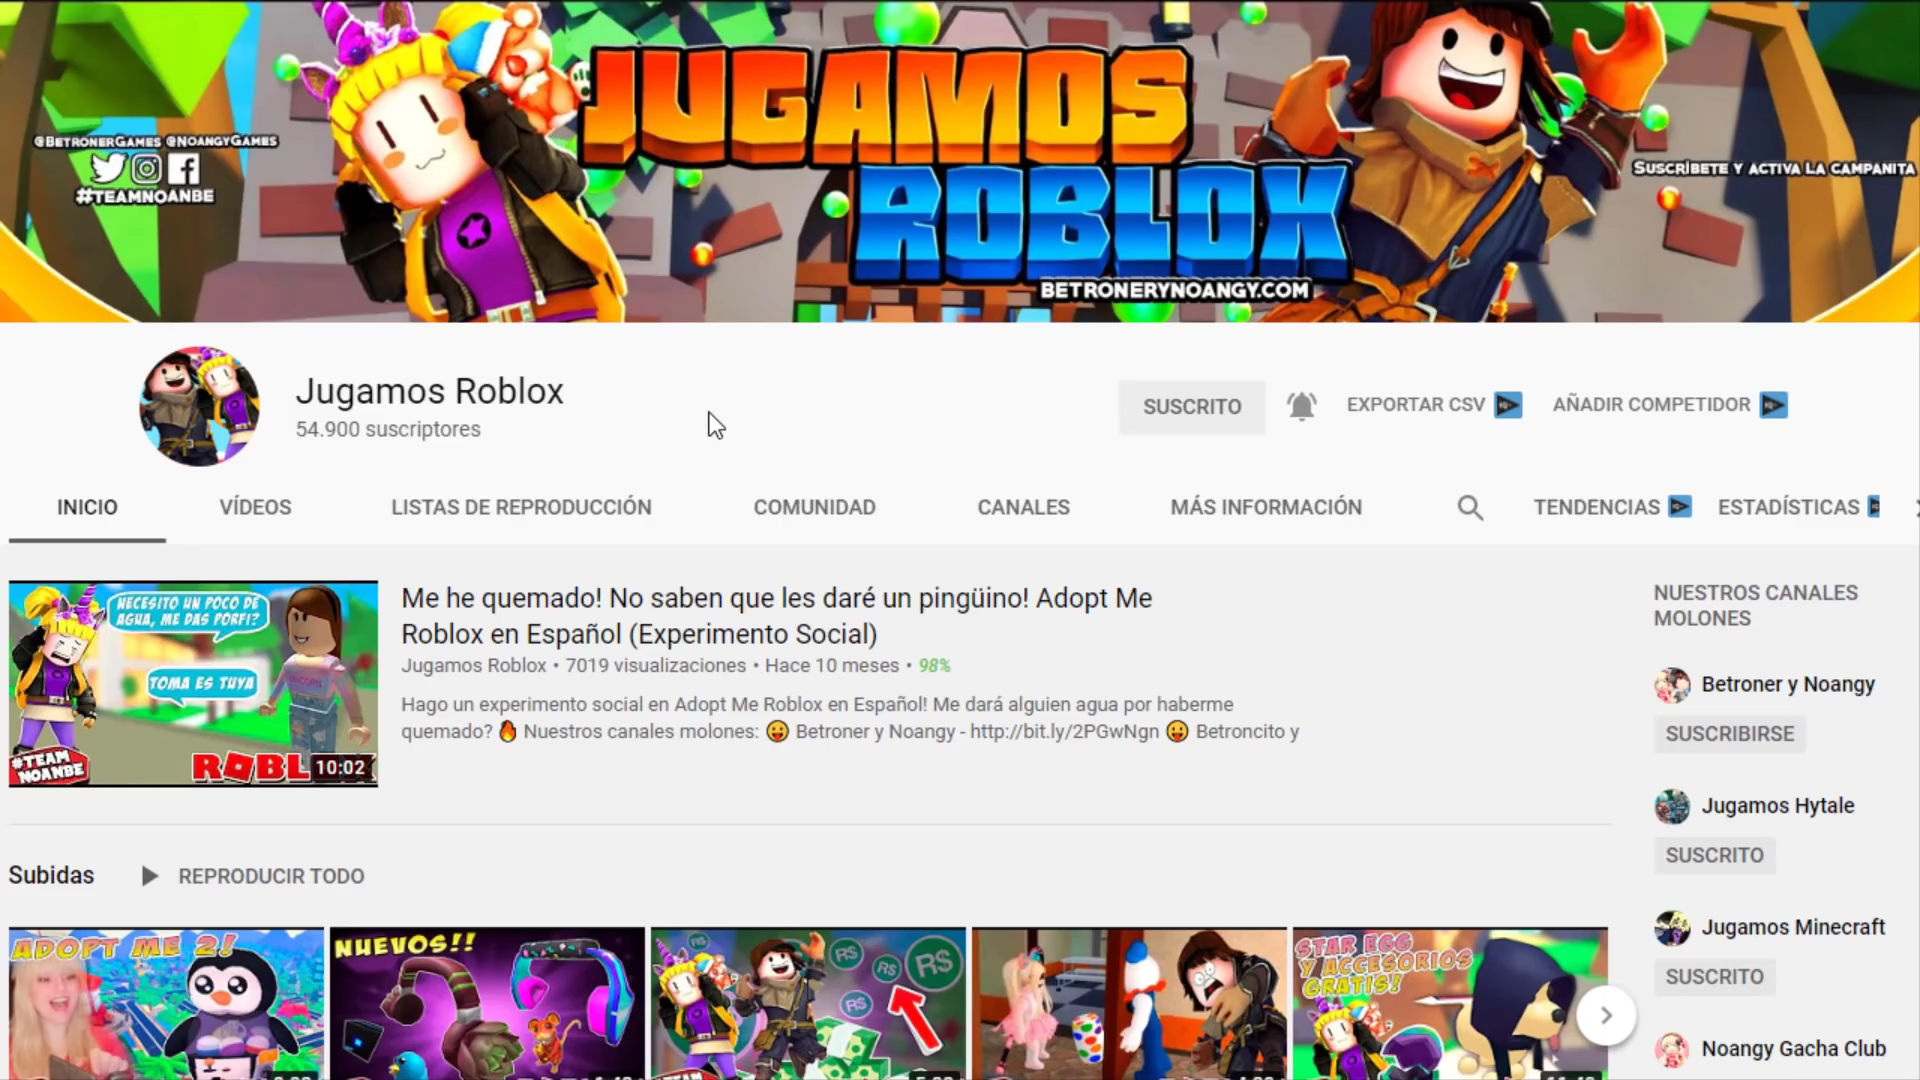 @BETRONERGAMES @NOANGYGAMES
#TEAMNOANBE
JUGAMOS
ROBLOX
BETRONERYNOANGY.COM
SUSCRÍBETE Y ACTIVA LA CAMPANITA
Jugamos Roblox
54.900 suscriptores
SUSCRITO
EXPORTAR CSV
AÑADIR COMPETIDOR
INICIO
VÍDEOS
LISTAS DE REPRODUCCIÓN
COMUNIDAD
CANALES
MÁS INFORMACIÓN
TENDENCIAS
ESTADÍSTICAS
NECESITO UN POCO DE
AGUA, ME DAS PORFI?
TOMA ES TUYA
UNICORN
#TEAM
NOANBE
ROBL
10:02
Me he quemado! No saben que les daré un pingüino! Adopt Me
Roblox en Español (Experimento Social)
Jugamos Roblox • 7019 visualizaciones • Hace 10 meses • 98%
Hago un experimento social en Adopt Me Roblox en Español! Me dará alguien agua por haberme
quemado? 🔥 Nuestros canales molones: 😛 Betroner y Noangy - http://bit.ly/2PGwNgn 😛 Betroncito y
NUESTROS CANALES
MOLONES
Betroner y Noangy
SUSCRIBIRSE
Jugamos Hytale
SUSCRITO
Jugamos Minecraft
SUSCRITO
Noangy Gacha Club
Subidas
REPRODUCIR TODO
ADOPT ME 2!
NUEVOS!!
R$
R$
R$
R$
R$
STAR EGG
Y ACCESORIOS
GRATIS!